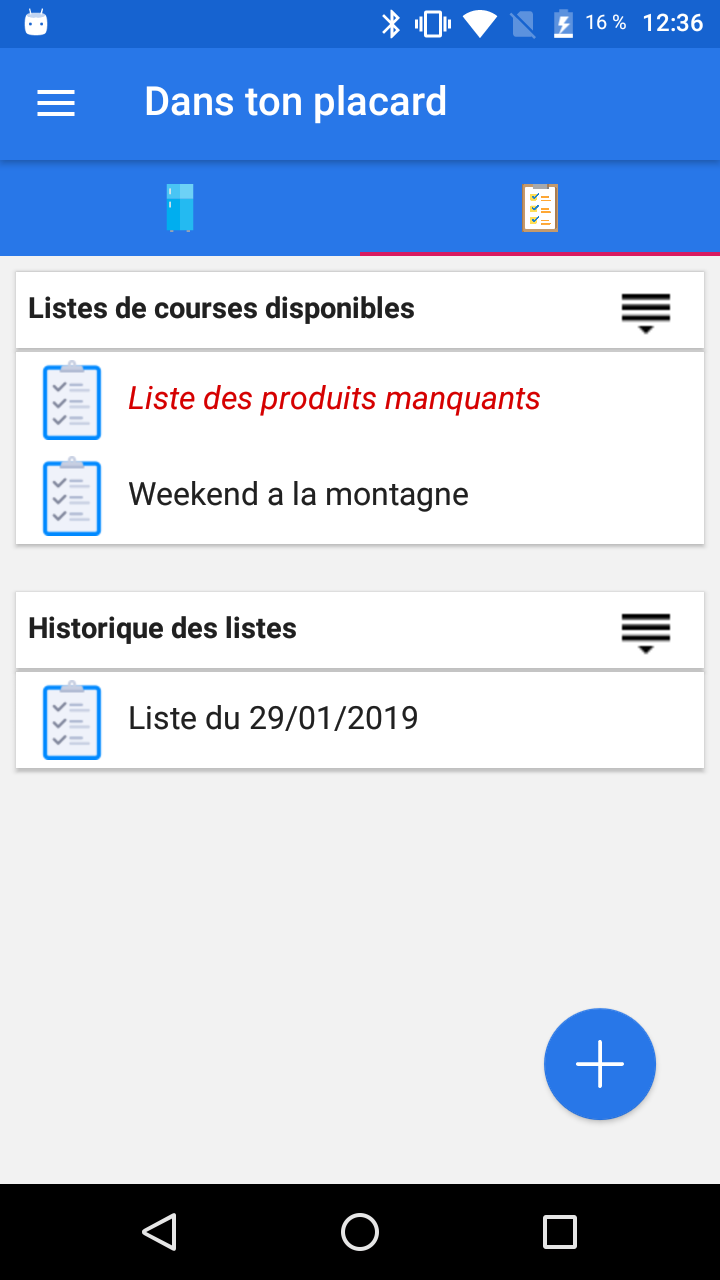 16 % 12:36
Dans ton placard
Listes de courses disponibles
Liste des produits manquants
Weekend a la montagne
Historique des listes
Liste du 29/01/2019